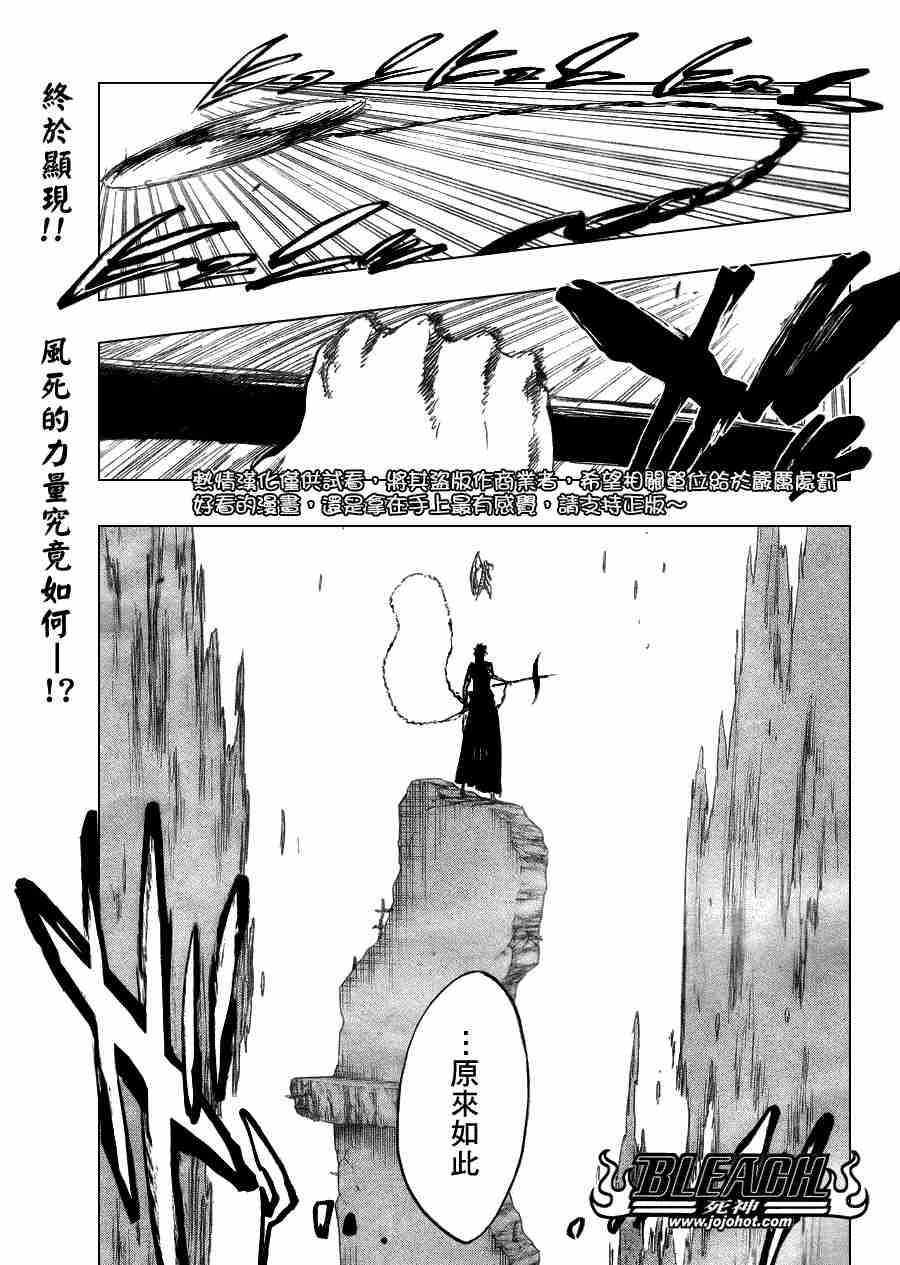 終於顯現!!
風死的力量究竟如何—!?
熱情漢化僅供試看，將其盜版作商業者，希望相關單位給於嚴厲處罰
好看的漫畫，還是拿在手上最有感覺，請支持正版～
…原來如此
BLEACH
死神
www.jojohot.com